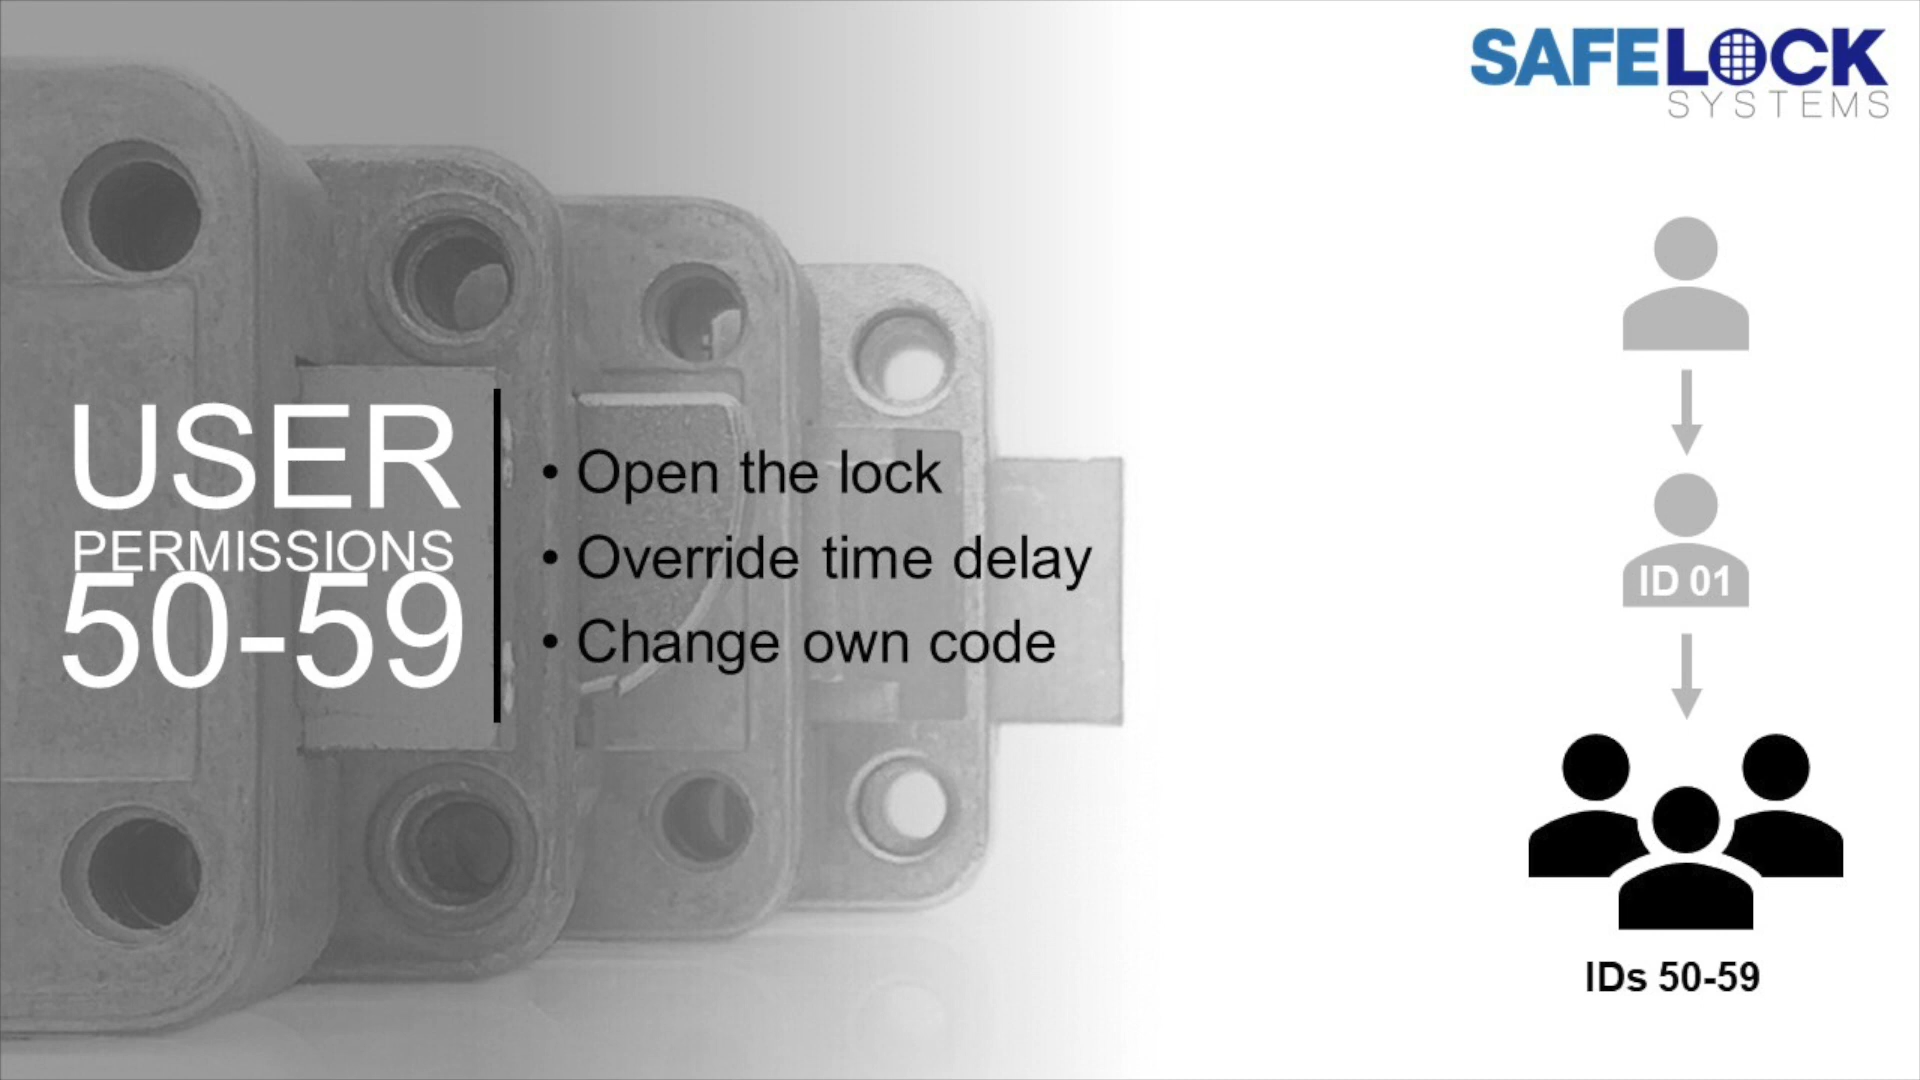 SAFELOCK
SYSTEMS
USER
PERMISSIONS
50-59
• Open the lock
• Override time delay
• Change own code
ID 01
IDs 50-59